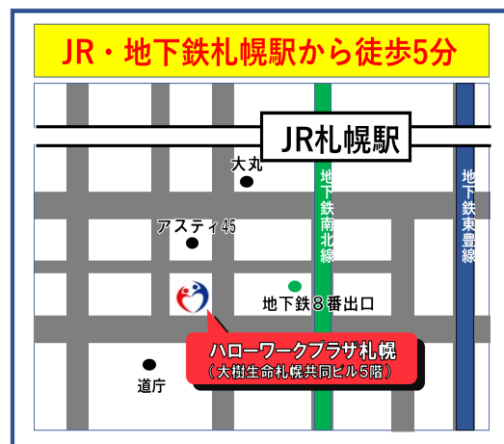 JR・地下鉄札幌駅から徒歩5分
JR札幌駅
大丸
地下鉄南北線
地下鉄東豊線
アスティ45
地下鉄８番出口
ハローワークプラザ札幌
（大樹生命札幌共同ビル5階）
道庁